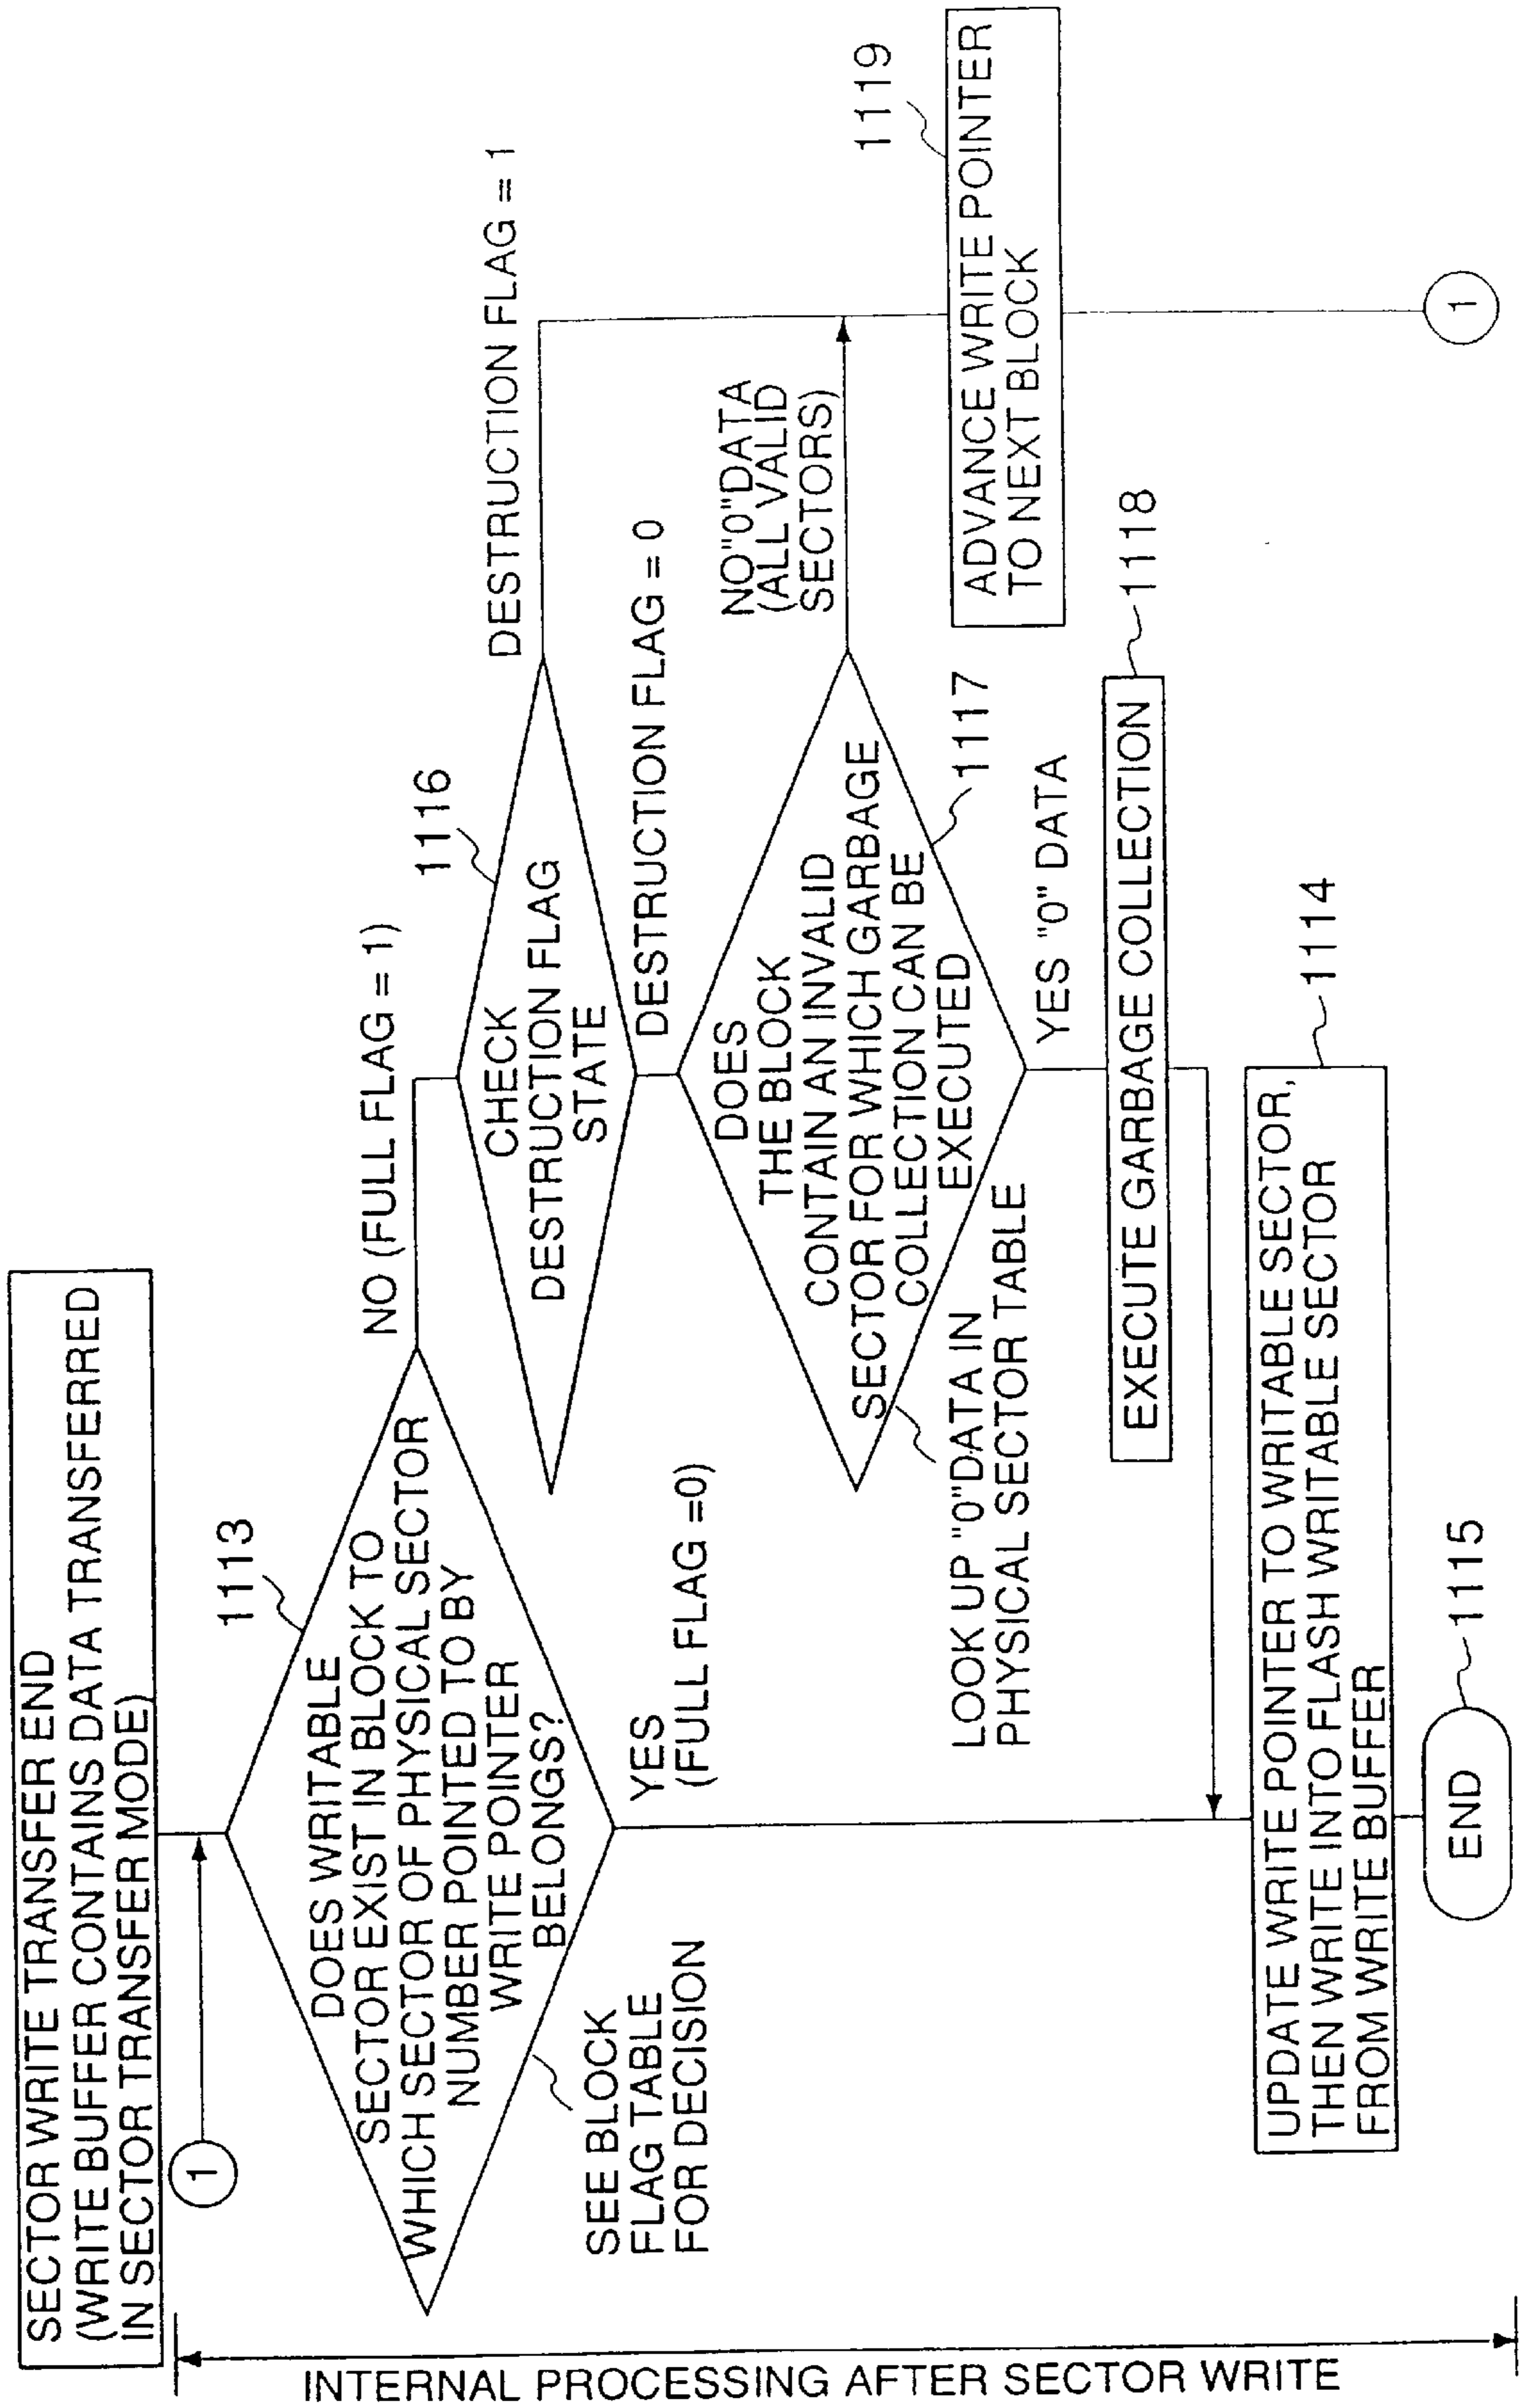 SECTOR WRITE TRANSFER END
(WRITE BUFFER CONTAINS DATA TRANSFERRED
IN SECTOR TRANSFER MODE)
1
1113
DOES WRITABLE
SECTOR EXIST IN BLOCK TO
WHICH SECTOR OF PHYSICAL SECTOR
NUMBER POINTED TO BY
WRITE POINTER
BELONGS?
NO (FULL FLAG = 1)
SEE BLOCK
FLAG TABLE
FOR DECISION
YES
(FULL FLAG =0)
1116
CHECK
DESTRUCTION FLAG
STATE
DESTRUCTION FLAG = 1
DESTRUCTION FLAG = 0
DOES
THE BLOCK
CONTAIN AN INVALID
SECTOR FOR WHICH GARBAGE
COLLECTION CAN BE
EXECUTED
1117
NO"0"DATA
(ALL VALID
SECTORS)
LOOK UP "0"DATA IN
PHYSICAL SECTOR TABLE
YES "0" DATA
1119
ADVANCE WRITE POINTER
TO NEXT BLOCK
1
EXECUTE GARBAGE COLLECTION
1118
UPDATE WRITE POINTER TO WRITABLE SECTOR,
THEN WRITE INTO FLASH WRITABLE SECTOR
FROM WRITE BUFFER
1114
END
1115
INTERNAL PROCESSING AFTER SECTOR WRITE